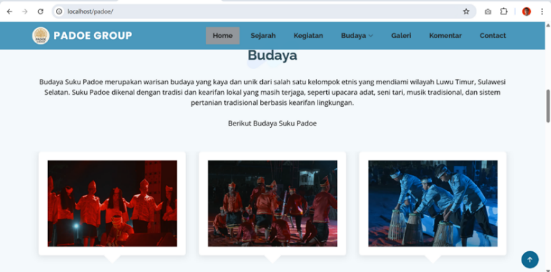 localhost/padoe/
PADOE GROUP
Home Sejarah Kegiatan Budaya Galeri Komentar Contact
Budaya
Budaya Suku Padoe merupakan warisan budaya yang kaya dan unik dari salah satu kelompok etnis yang mendiami wilayah Luwu Timur, Sulawesi
Selatan. Suku Padoe dikenal dengan tradisi dan kearifan lokal yang masih terjaga, seperti upacara adat, seni tari, musik tradisional, dan sistem
pertanian tradisional berbasis kearifan lingkungan.
Berikut Budaya Suku Padoe